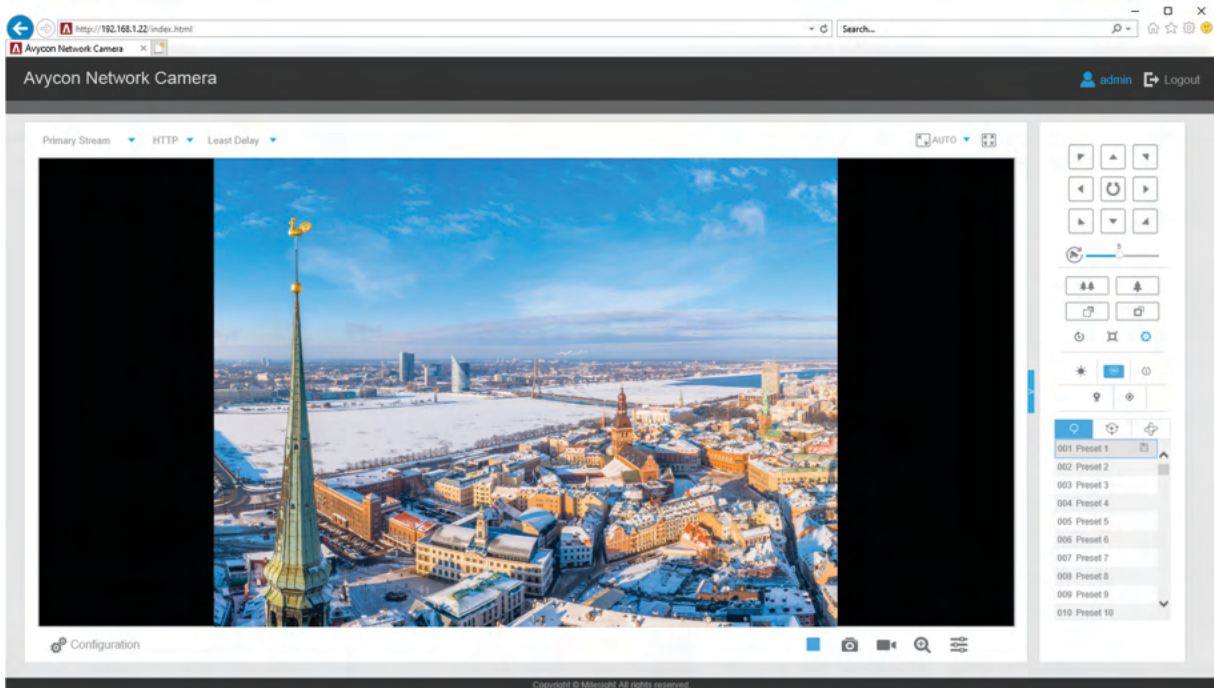 http://192.168.1.22/index.html
Search...
Avycon Network Camera
Avycon Network Camera
admin
Logout
Primary Stream
HTTP
Least Delay
AUTO
5
001 Preset 1
002 Preset 2
003 Preset 3
004 Preset 4
005 Preset 5
006 Preset 6
007 Preset 7
008 Preset 8
009 Preset 9
010 Preset 10
Configuration
Copyright © Milesight All rights reserved.